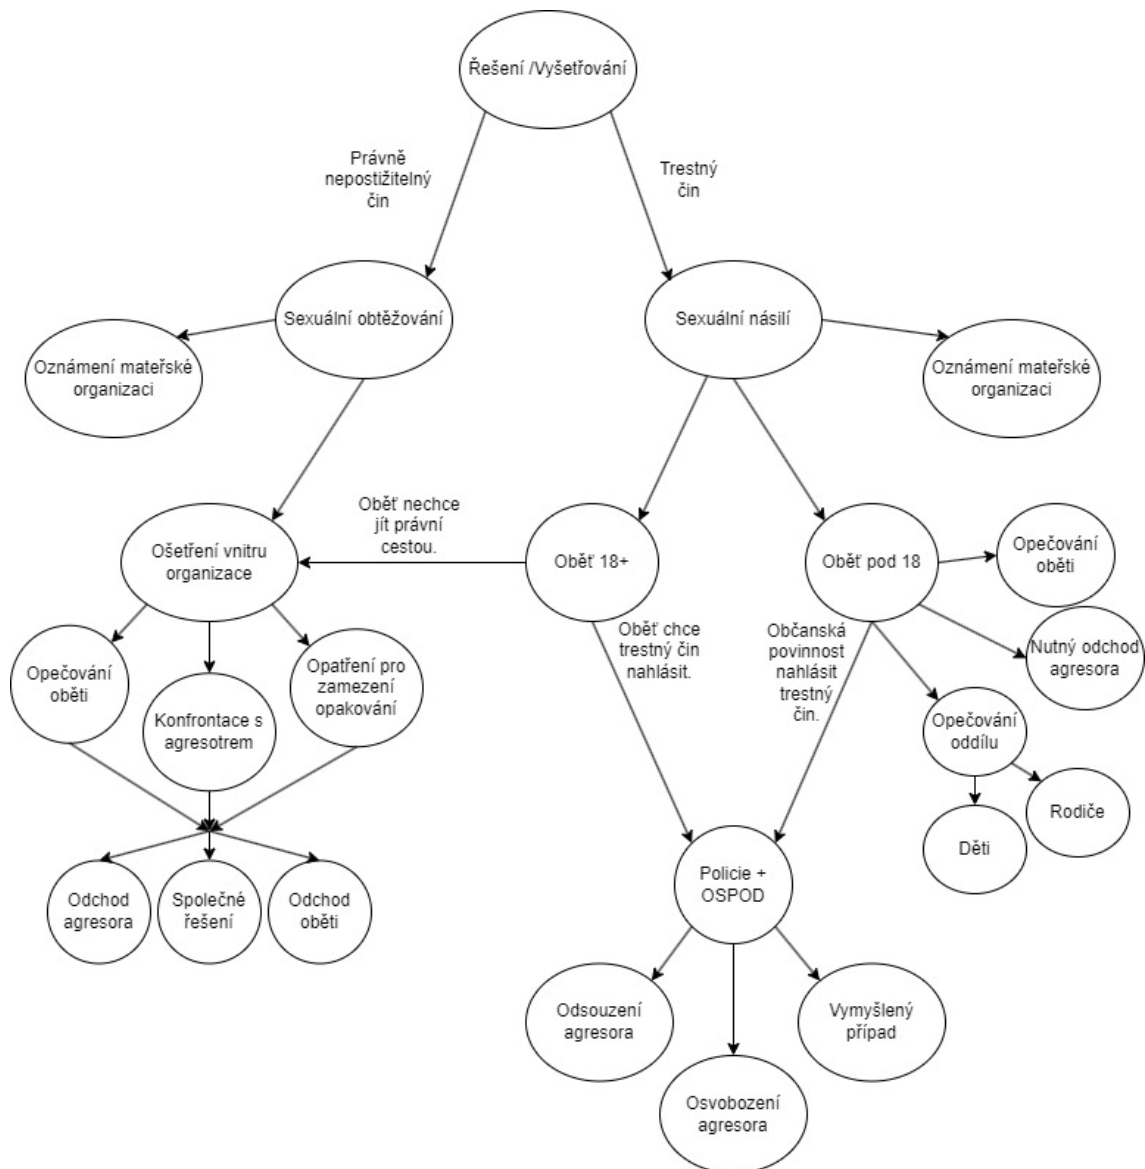 Řešení /Vyšetřování
Právně
nepostižitelný
čin
Trestný
čin
Sexuální obtěžování
Sexuální násilí
Oznámení mateřské
organizaci
Oznámení mateřské
organizaci
Oběť nechce
jít právní
cestou.
Ošetření vnitru
organizace
Oběť 18+
Oběť pod 18
Opečování
oběti
Oběť chce
trestný čin
nahlásit.
Občanská
povinnost
nahlásit
trestný
čin.
Nutný odchod
agresora
Opečování
oběti
Konfrontace s
agresotrem
Opatření pro
zamezení
opakování
Opečování
oddílu
Rodiče
Děti
Odchod
agresora
Společné
řešení
Odchod
oběti
Policie +
OSPOD
Odsouzení
agresora
Vymyšlený
případ
Osvobození
agresora